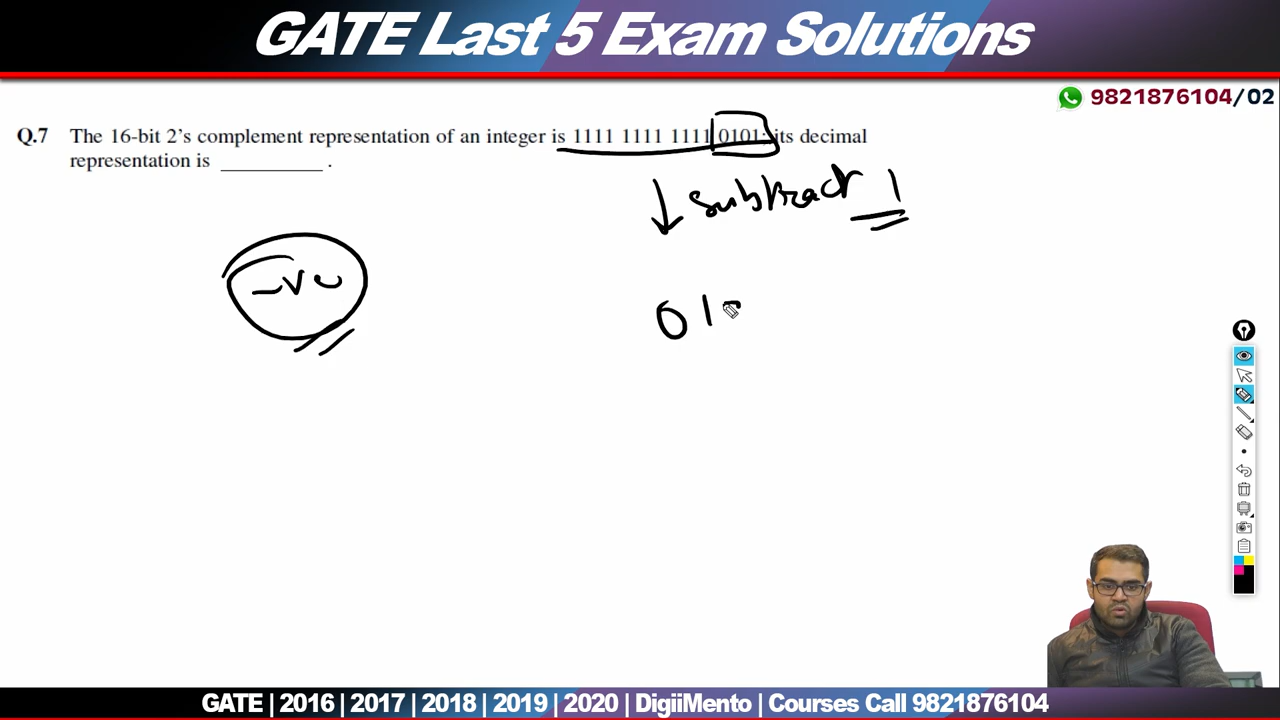 GATE Last 5 Exam Solutions
9821876104/02
Q.7 The 16-bit 2's complement representation of an integer is 1111 1111 1111 0101; its decimal
representation is __________ .
subtract 1
-ve
01
GATE | 2016 | 2017 | 2018 | 2019 | 2020 | DigiiMento | Courses Call 9821876104